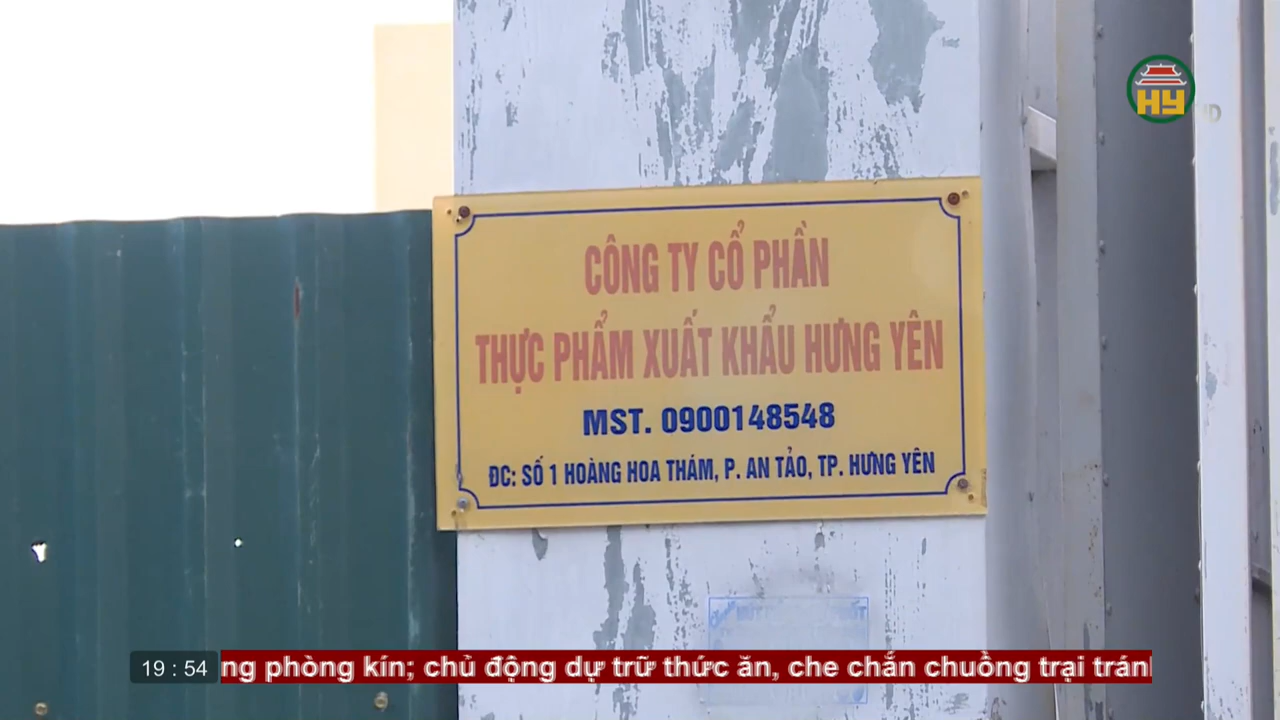 HY
CÔNG TY CỔ PHẦN
THỰC PHẨM XUẤT KHẨU HƯNG YÊN
MST. 0900148548
ĐC: SỐ 1 HOÀNG HOA THÁM, P. AN TẢO, TP. HƯNG YÊN
19 : 54
ng phòng kín; chủ động dự trữ thức ăn, che chắn chuồng trại tránh